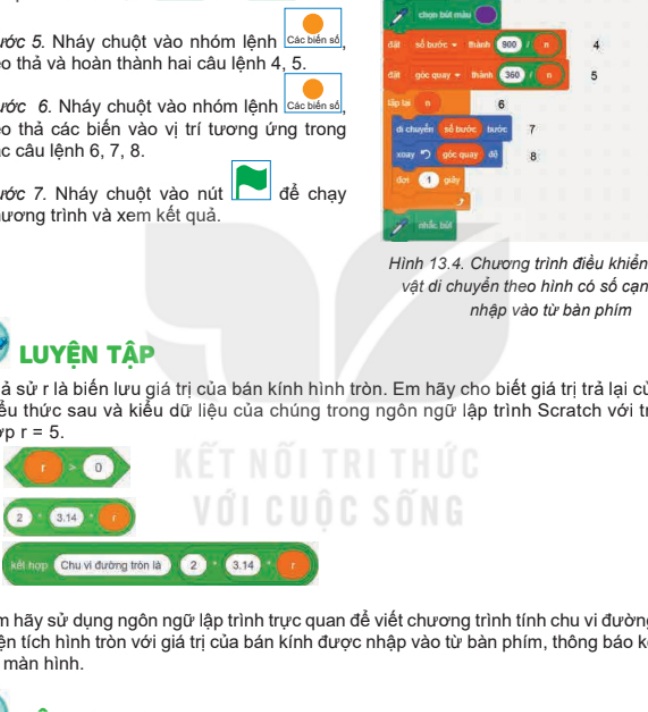 ước 5. Nháy chuột vào nhóm lệnh Các biến số,
o thả và hoàn thành hai câu lệnh 4, 5.
ước 6. Nháy chuột vào nhóm lệnh Các biến số,
o thả các biến vào vị trí tương ứng trong
c câu lệnh 6, 7, 8.
ước 7. Nháy chuột vào nút để chạy
ương trình và xem kết quả.
chọn bút màu
đặt số bước thành 900 / n 4
đặt góc quay thành 360 / n 5
lặp lại n 6
di chuyển số bước bước 7
xoay góc quay độ 8
đợi 1 giây
nhấc bút
Hình 13.4. Chương trình điều khiển
vật di chuyển theo hình có số cạn
nhập vào từ bàn phím
LUYỆN TẬP
ả sử r là biến lưu giá trị của bán kính hình tròn. Em hãy cho biết giá trị trả lại củ
ểu thức sau và kiểu dữ liệu của chúng trong ngôn ngữ lập trình Scratch với tr
ợp r = 5.
r > 0
2 * 3.14 * r
kết hợp Chu vi đường tròn là 2 * 3.14 * r
KẾT NỐI TRI THỨC
VỚI CUỘC SỐNG
m hãy sử dụng ngôn ngữ lập trình trực quan để viết chương trình tính chu vi đường
ện tích hình tròn với giá trị của bán kính được nhập vào từ bàn phím, thông báo k
màn hình.